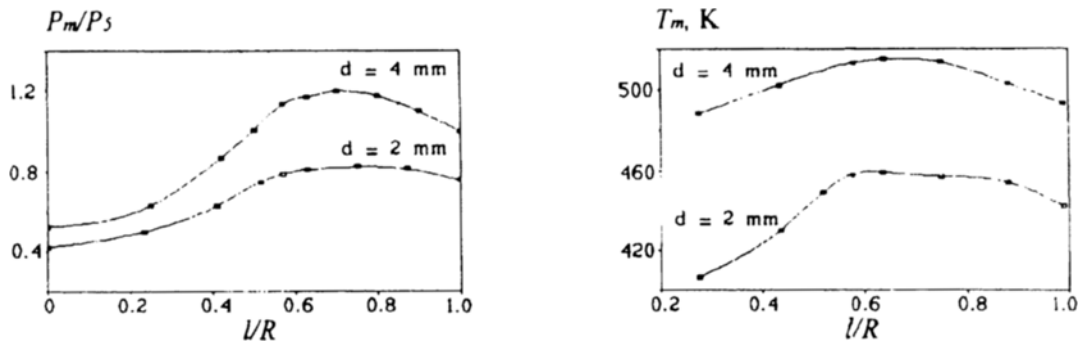 Pm/P5
1.2
0.8
0.4
d = 4 mm
d = 2 mm
0 0.2 0.4 0.6 0.8 1.0
l/R
Tm, K
500
460
420
d = 4 mm
d = 2 mm
0.2 0.4 0.6 0.8 1.0
l/R